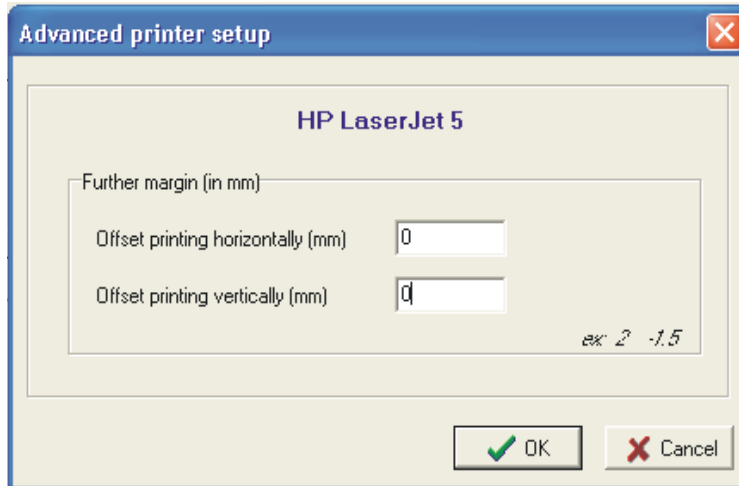 Advanced printer setup
HP LaserJet 5
Further margin (in mm)
Offset printing horizontally (mm) 0
Offset printing vertically (mm) 0
ex: 2 -1.5
OK Cancel